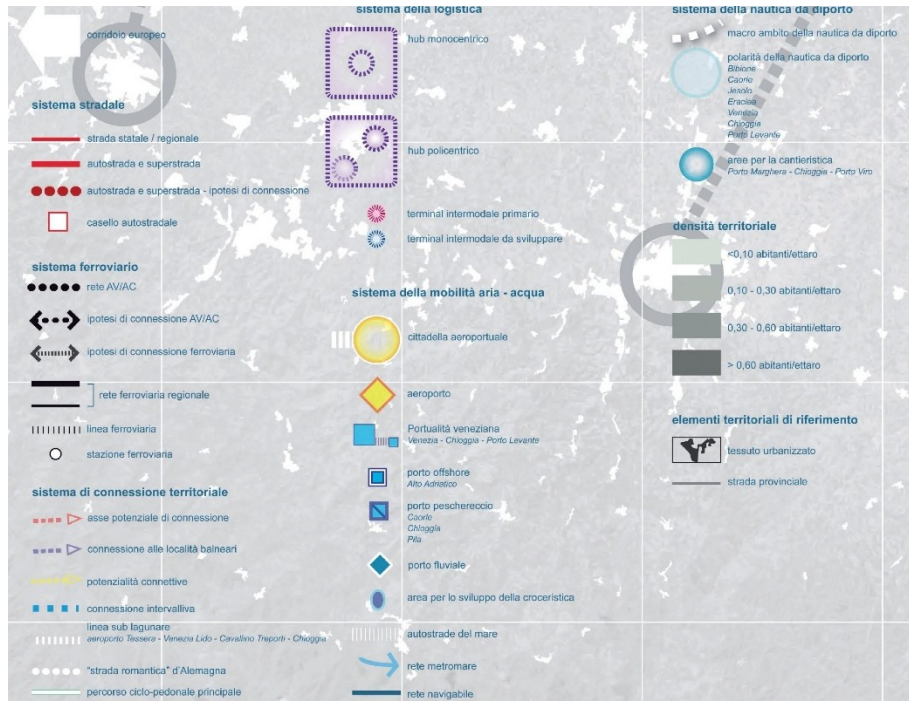 corridoio europeo
sistema stradale
strada statale / regionale
autostrada e superstrada
autostrada e superstrada - ipotesi di connessione
casello autostradale
sistema ferroviario
rete AV/AC
ipotesi di connessione AV/AC
ipotesi di connessione ferroviaria
rete ferroviaria regionale
linea ferroviaria
stazione ferroviaria
sistema di connessione territoriale
asse potenziale di connessione
connessione alle località balneari
potenzialità connettive
connessione intervalliva
linea sub lagunare
aeroporto Tessera - Venezia Lido - Cavallino Treporti - Chioggia
"strada romantica" d'Alemagna
percorso ciclo-pedonale principale
sistema della logistica
hub monocentrico
hub policentrico
terminal intermodale primario
terminal intermodale da sviluppare
sistema della mobilità aria - acqua
cittadella aeroportuale
aeroporto
Portualità veneziana
Venezia - Chioggia - Porto Levante
porto offshore
Alto Adriatico
porto peschereccio
Caorle
Chioggia
Pila
porto fluviale
area per lo sviluppo della croceristica
autostrade del mare
rete metromare
rete navigabile
sistema della nautica da diporto
macro ambito della nautica da diporto
polarità della nautica da diporto
Bibione
Caorle
Jesolo
Eraclea
Venezia
Chioggia
Porto Levante
aree per la cantieristica
Porto Marghera - Chioggia - Porto Viro
densità territoriale
<0,10 abitanti/ettaro
0,10 - 0,30 abitanti/ettaro
0,30 - 0,60 abitanti/ettaro
> 0,60 abitanti/ettaro
elementi territoriali di riferimento
tessuto urbanizzato
strada provinciale